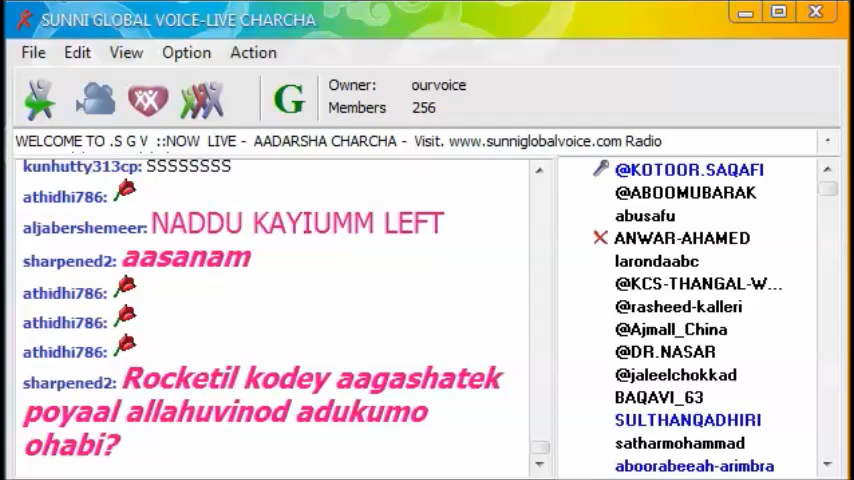 SUNNI GLOBAL VOICE-LIVE CHARCHA
File Edit View Option Action
G
Owner: ourvoice
Members 256
WELCOME TO .S G V ::NOW LIVE - AADARSHA CHARCHA - Visit. www.sunniglobalvoice.com Radio
kunhutty313cp: SSSSSSSS
athidhi786:
aljabershemeer: NADDU KAYIUMM LEFT
sharpened2: aasanam
athidhi786:
athidhi786:
athidhi786:
sharpened2: Rocketil kodey aagashatek
poyaal allahuvinod adukumo
ohabi?
@KOTOOR.SAQAFI
@ABOOMUBARAK
abusafu
ANWAR-AHAMED
larondaabc
@KCS-THANGAL-W...
@rasheed-kalleri
@Ajmall_China
@DR.NASAR
@jaleelchokkad
BAQAVI_63
SULTHANQADHIRI
satharmohammad
aboorabeeah-arimbra